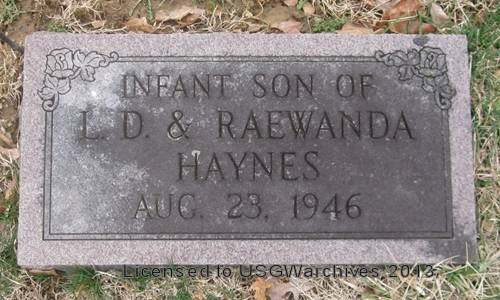 INFANT SON OF
L. D. & RAEWANDA
HAYNES
AUG. 23, 1946
Licensed to USGWarchives 2013